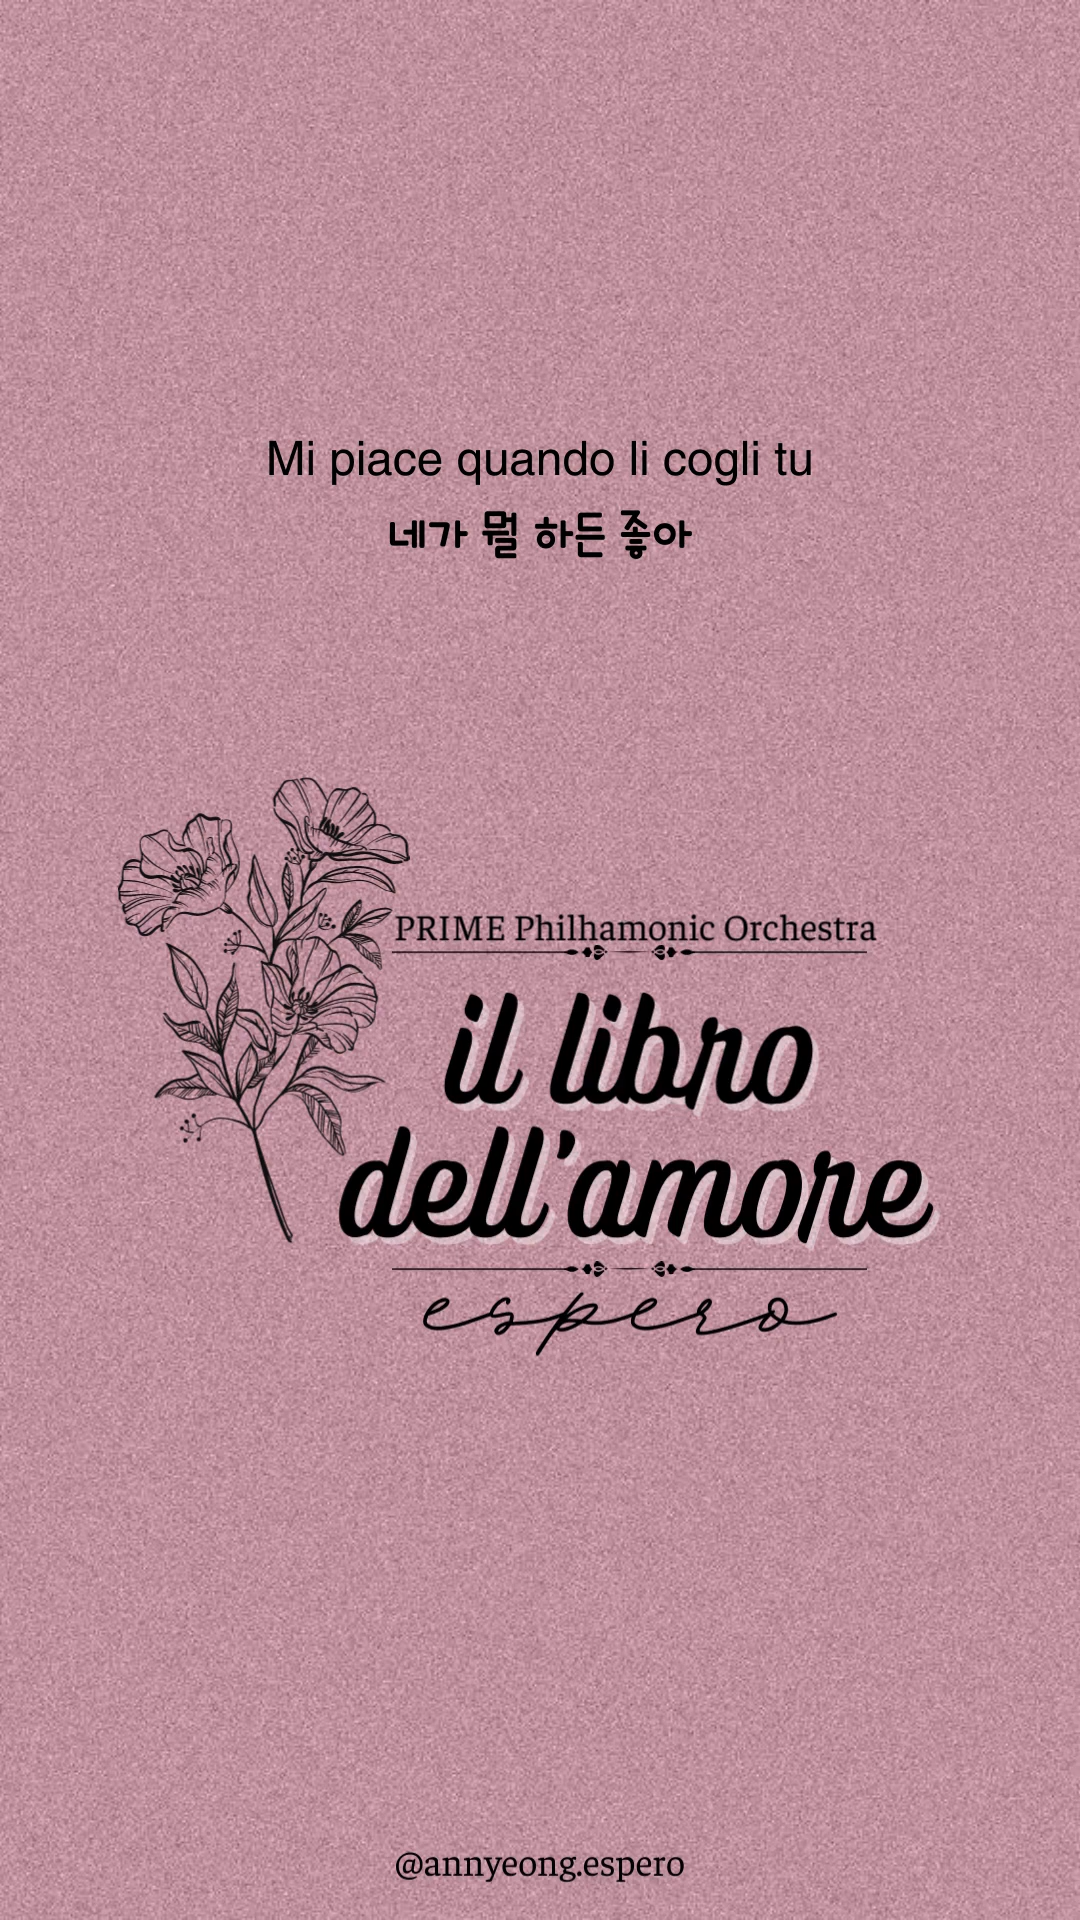 Mi piace quando li cogli tu
네가 뭘 하든 좋아
PRIME Philhamonic Orchestra
il libro
dell'amore
espero
@annyeong.espero